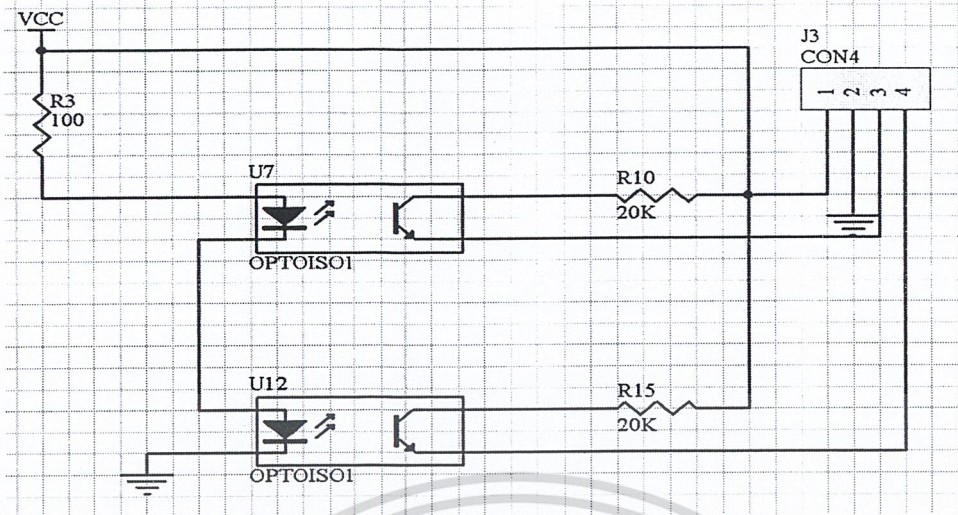 VCC
J3
CON4
1 2 3 4
R3
100
U7
R10
20K
OPTOISO1
U12
R15
20K
OPTOISO1